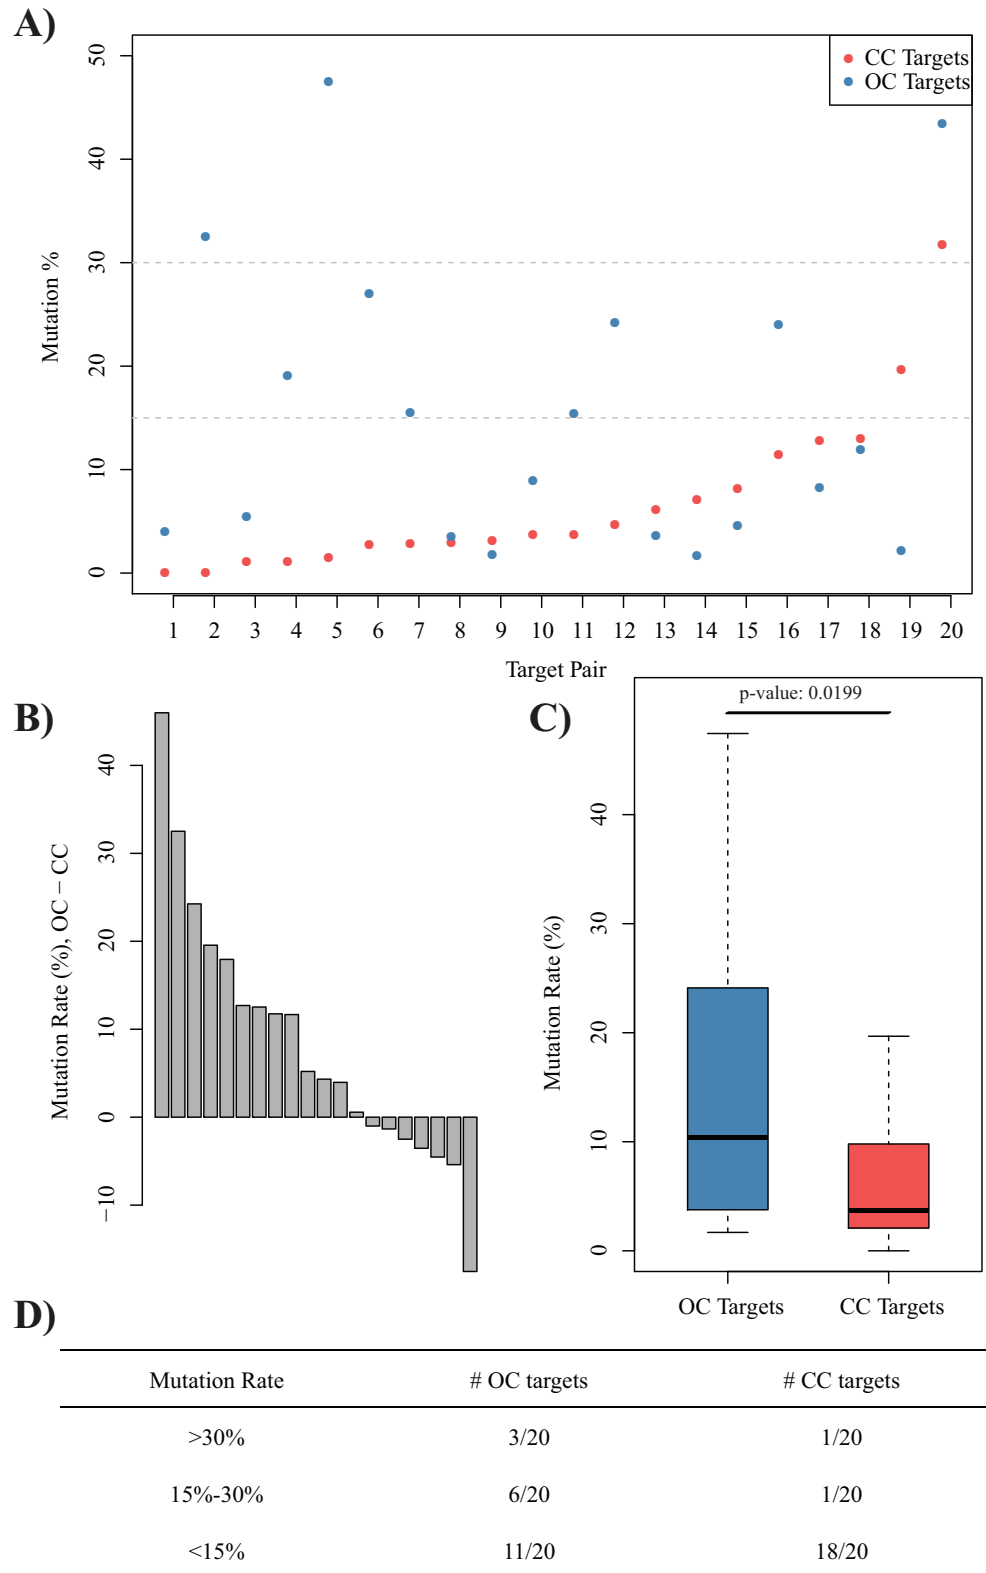 A)
50
40
30
20
10
0
Mutation %
CC Targets
OC Targets
1 2 3 4 5 6 7 8 9 10 11 12 13 14 15 16 17 18 19 20
Target Pair
B)
40
30
20
10
0
−10
Mutation Rate (%), OC − CC
C)
p-value: 0.0199
40
30
20
10
0
Mutation Rate (%)
OC Targets CC Targets
D)
Mutation Rate # OC targets # CC targets
>30% 3/20 1/20
15%-30% 6/20 1/20
<15% 11/20 18/20